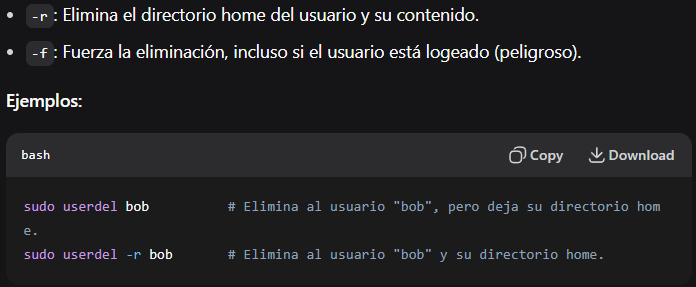 • -r: Elimina el directorio home del usuario y su contenido.
• -f: Fuerza la eliminación, incluso si el usuario está logeado (peligroso).
Ejemplos:
bash Copy Download
sudo userdel bob          # Elimina al usuario "bob", pero deja su directorio hom
e.
sudo userdel -r bob       # Elimina al usuario "bob" y su directorio home.